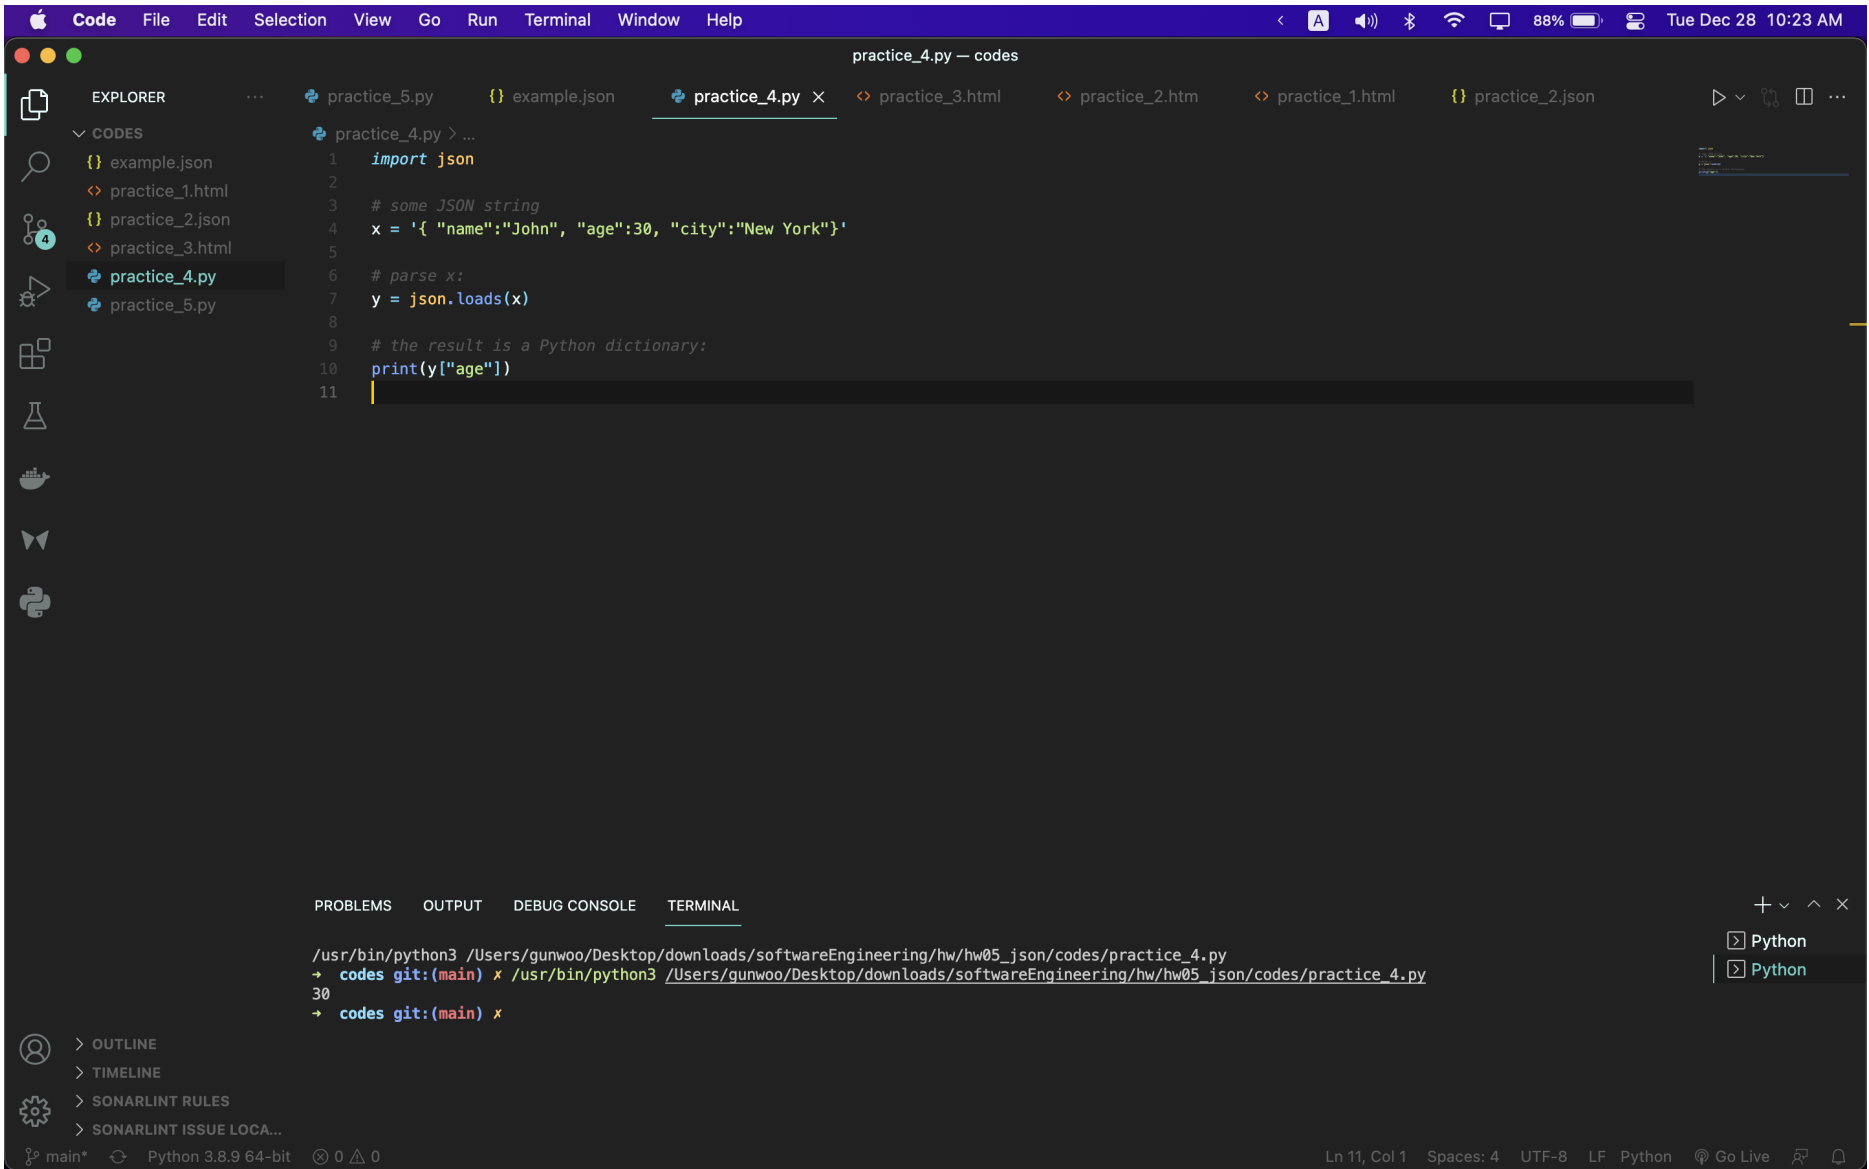 Code File Edit Selection View Go Run Terminal Window Help A 88% Tue Dec 28 10:23 AM
practice_4.py — codes
EXPLORER ···
CODES
{} example.json
<> practice_1.html
{} practice_2.json
<> practice_3.html
practice_4.py
practice_5.py
4
practice_5.py {} example.json practice_4.py <> practice_3.html <> practice_2.htm <> practice_1.html {} practice_2.json ···
practice_4.py > ...
1 import json
2
3 # some JSON string
4 x = '{ "name":"John", "age":30, "city":"New York"}'
5
6 # parse x:
7 y = json.loads(x)
8
9 # the result is a Python dictionary:
10 print(y["age"])
11
PROBLEMS OUTPUT DEBUG CONSOLE TERMINAL
/usr/bin/python3 /Users/gunwoo/Desktop/downloads/softwareEngineering/hw/hw05_json/codes/practice_4.py
➜ codes git:(main) ✗ /usr/bin/python3 /Users/gunwoo/Desktop/downloads/softwareEngineering/hw/hw05_json/codes/practice_4.py
30
➜ codes git:(main) ✗
Python
Python
OUTLINE
TIMELINE
SONARLINT RULES
SONARLINT ISSUE LOCA...
main* Python 3.8.9 64-bit 0 0 Ln 11, Col 1 Spaces: 4 UTF-8 LF Python Go Live